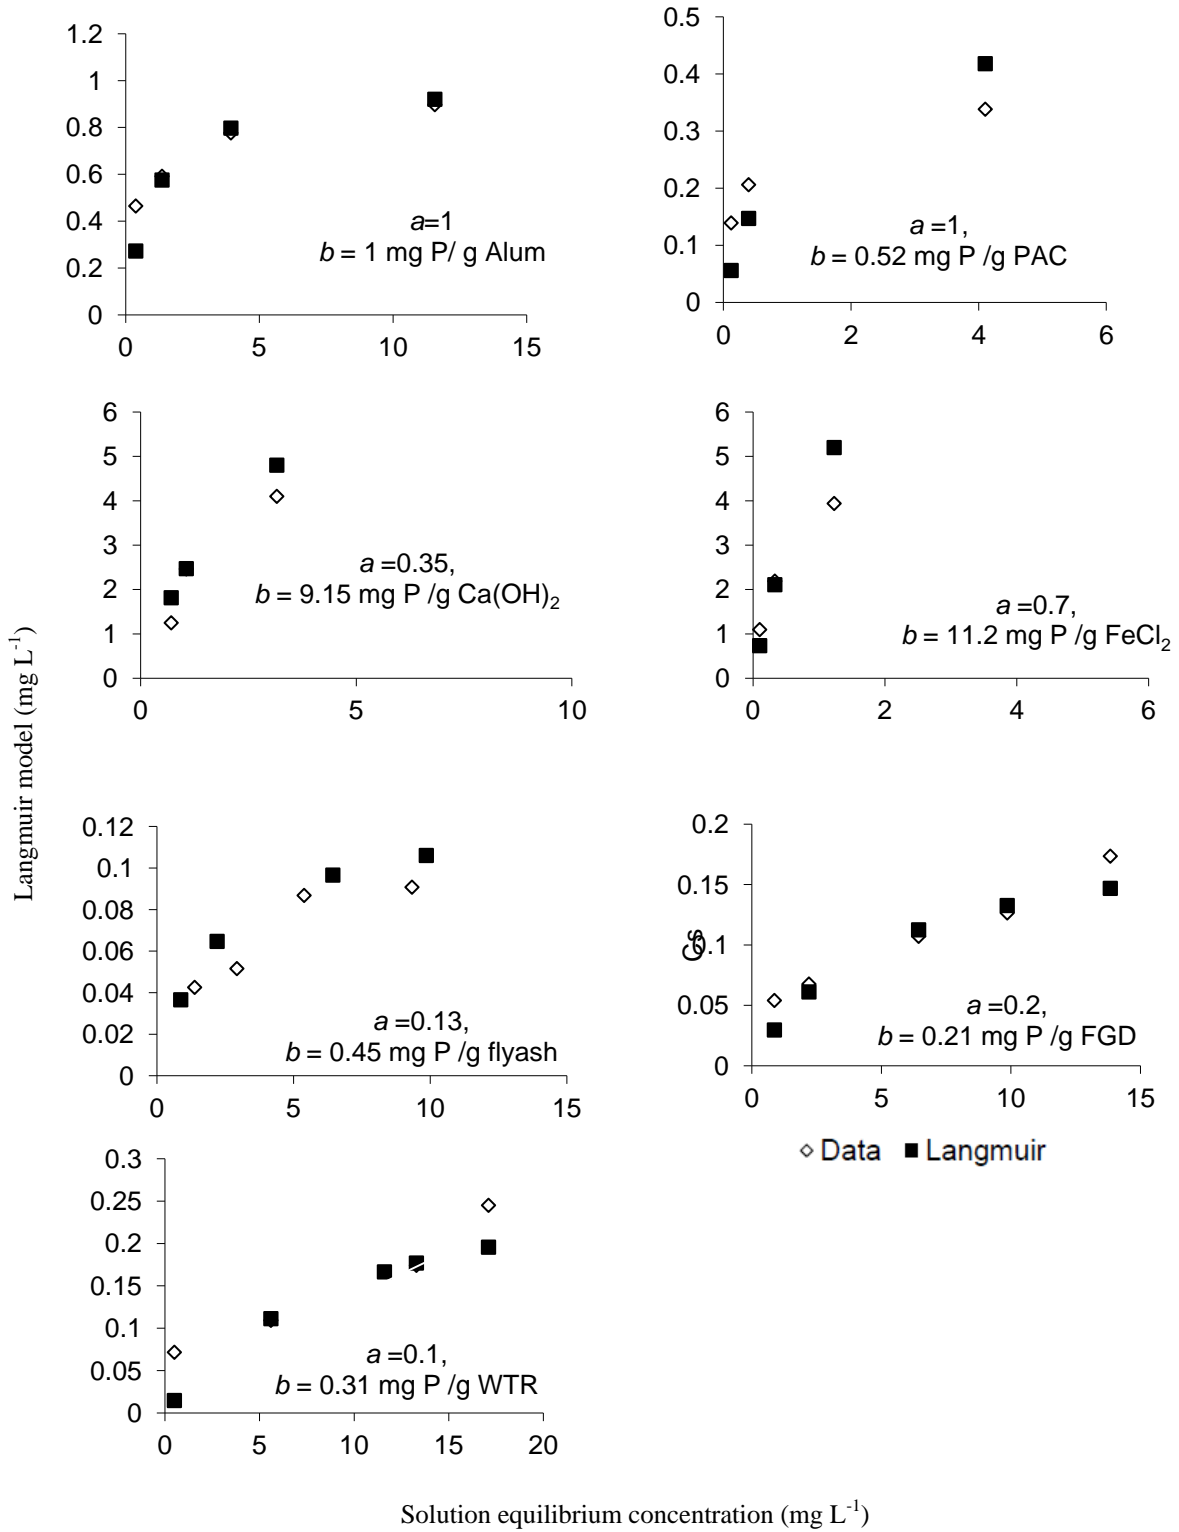 1.2
1
0.8
0.6
0.4
0.2
0
0 5 10 15
a=1
b = 1 mg P/ g Alum
0.5
0.4
0.3
0.2
0.1
0
0 2 4 6
a =1,
b = 0.52 mg P /g PAC
6
5
4
3
2
1
0
0 5 10
a =0.35,
b = 9.15 mg P /g Ca(OH)₂
6
5
4
3
2
1
0
0 2 4 6
a =0.7,
b = 11.2 mg P /g FeCl₂
Langmuir model (mg L⁻¹)
0.12
0.1
0.08
0.06
0.04
0.02
0
0 5 10 15
a =0.13,
b = 0.45 mg P /g flyash
Cs
0.2
0.15
0.1
0.05
0
0 5 10 15
a =0.2,
b = 0.21 mg P /g FGD
Data Langmuir
0.3
0.25
0.2
0.15
0.1
0.05
0
0 5 10 15 20
a =0.1,
b = 0.31 mg P /g WTR
Solution equilibrium concentration (mg L⁻¹)